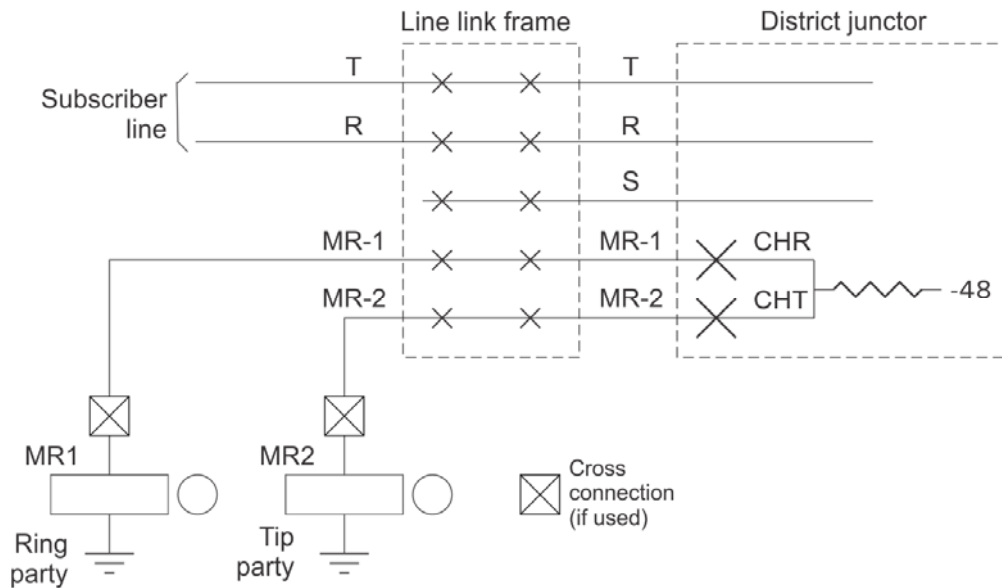 Line link frame
District junctor
T
T
Subscriber
line
R
R
S
MR-1
MR-1
CHR
-48
MR-2
MR-2
CHT
MR1
MR2
Cross
connection
(if used)
Ring
party
Tip
party